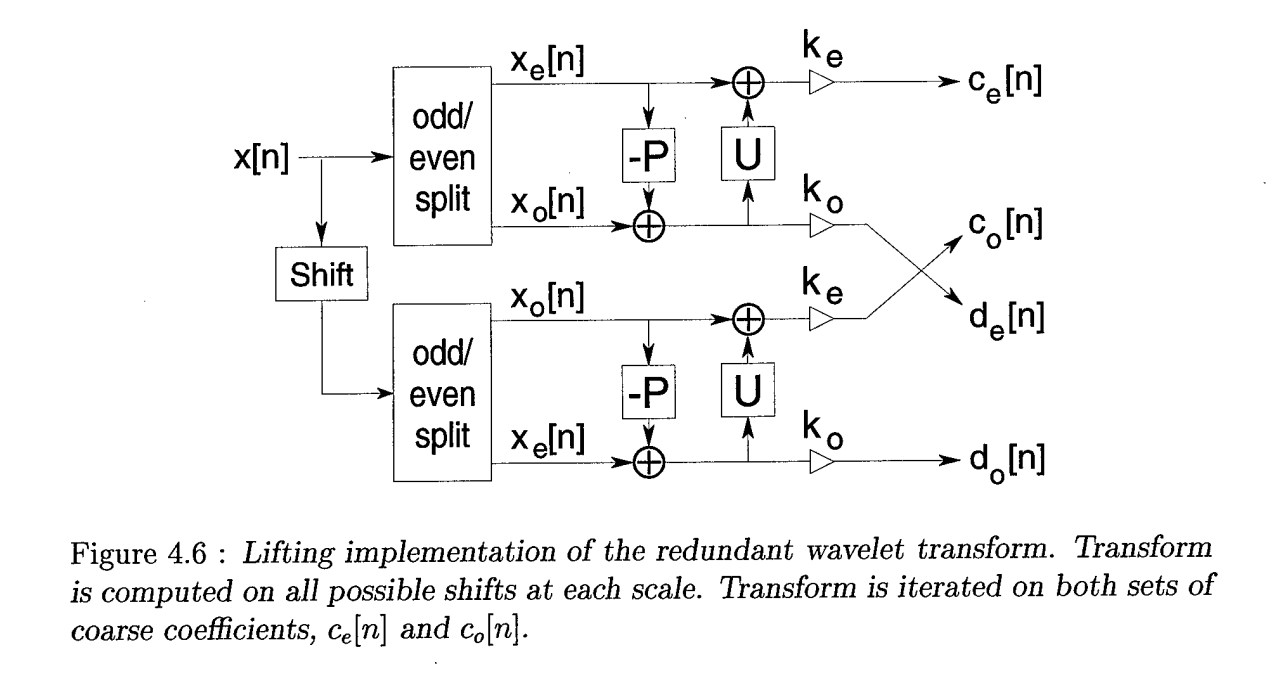 k_e
x_e[n]
c_e[n]
odd/
even
split
-P
U
x[n]
k_o
x_o[n]
c_o[n]
Shift
k_e
x_o[n]
d_e[n]
odd/
even
split
-P
U
k_o
x_e[n]
d_o[n]
Figure 4.6 : Lifting implementation of the redundant wavelet transform. Transform
is computed on all possible shifts at each scale. Transform is iterated on both sets of
coarse coefficients, c_e[n] and c_o[n].